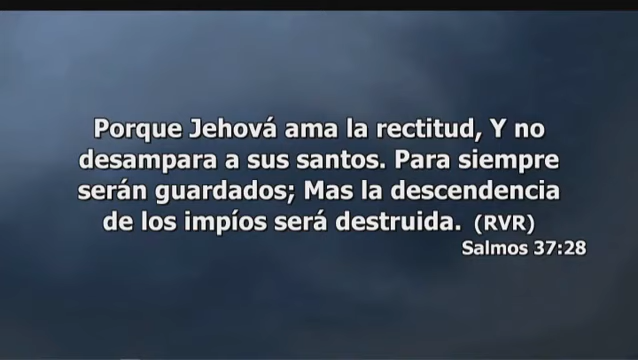 Porque Jehová ama la rectitud, Y no
desampara a sus santos. Para siempre
serán guardados; Mas la descendencia
de los impíos será destruida. (RVR)
Salmos 37:28